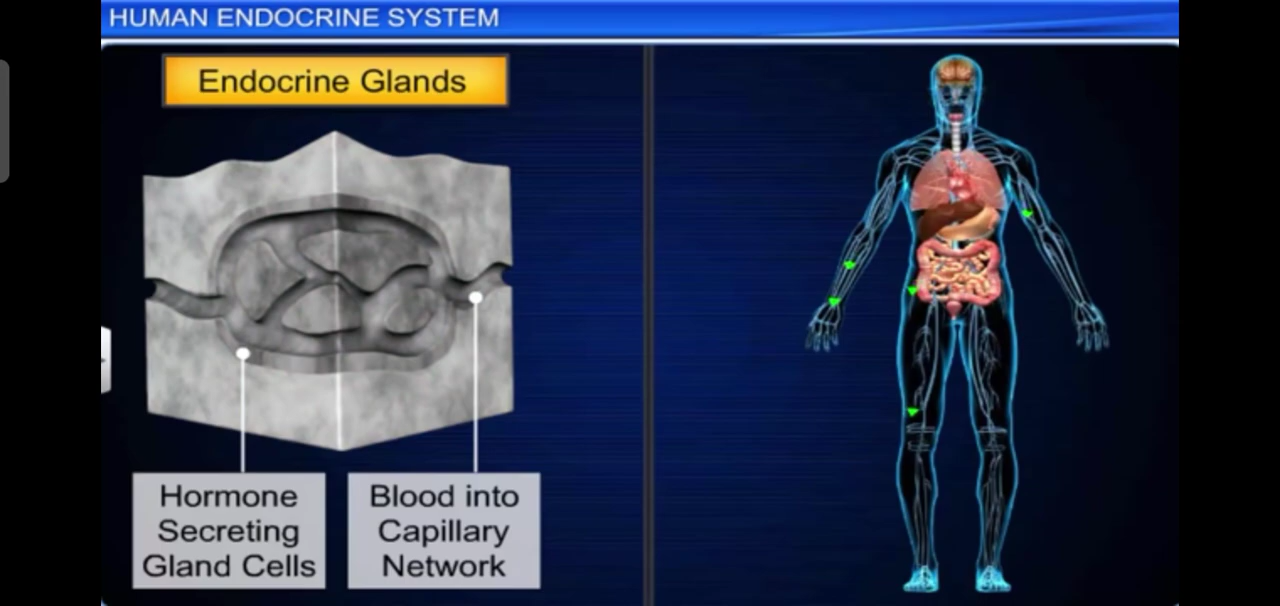 HUMAN ENDOCRINE SYSTEM
Endocrine Glands
Hormone
Secreting
Gland Cells
Blood into
Capillary
Network